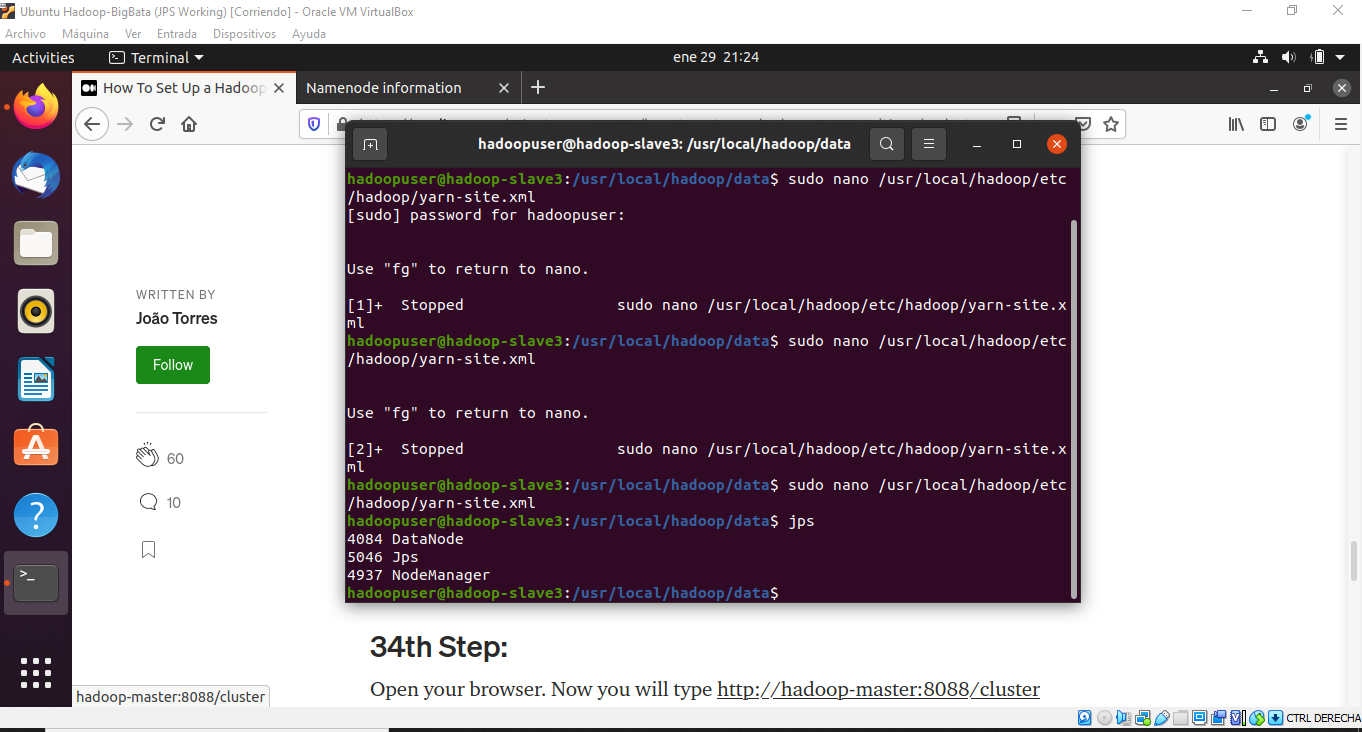 Ubuntu Hadoop-BigBata (JPS Working) [Corriendo] - Oracle VM VirtualBox
Archivo Máquina Ver Entrada Dispositivos Ayuda
Activities Terminal ene 29 21:24
How To Set Up a Hadoop Namenode information
hadoopuser@hadoop-slave3: /usr/local/hadoop/data
hadoopuser@hadoop-slave3:/usr/local/hadoop/data$ sudo nano /usr/local/hadoop/etc
/hadoop/yarn-site.xml
[sudo] password for hadoopuser:
Use "fg" to return to nano.
[1]+ Stopped sudo nano /usr/local/hadoop/etc/hadoop/yarn-site.x
ml
hadoopuser@hadoop-slave3:/usr/local/hadoop/data$ sudo nano /usr/local/hadoop/etc
/hadoop/yarn-site.xml
Use "fg" to return to nano.
[2]+ Stopped sudo nano /usr/local/hadoop/etc/hadoop/yarn-site.x
ml
hadoopuser@hadoop-slave3:/usr/local/hadoop/data$ sudo nano /usr/local/hadoop/etc
/hadoop/yarn-site.xml
hadoopuser@hadoop-slave3:/usr/local/hadoop/data$ jps
4084 DataNode
5046 Jps
4937 NodeManager
hadoopuser@hadoop-slave3:/usr/local/hadoop/data$
WRITTEN BY
João Torres
Follow
60
10
34th Step:
Open your browser. Now you will type http://hadoop-master:8088/cluster
hadoop-master:8088/cluster
CTRL DERECHA